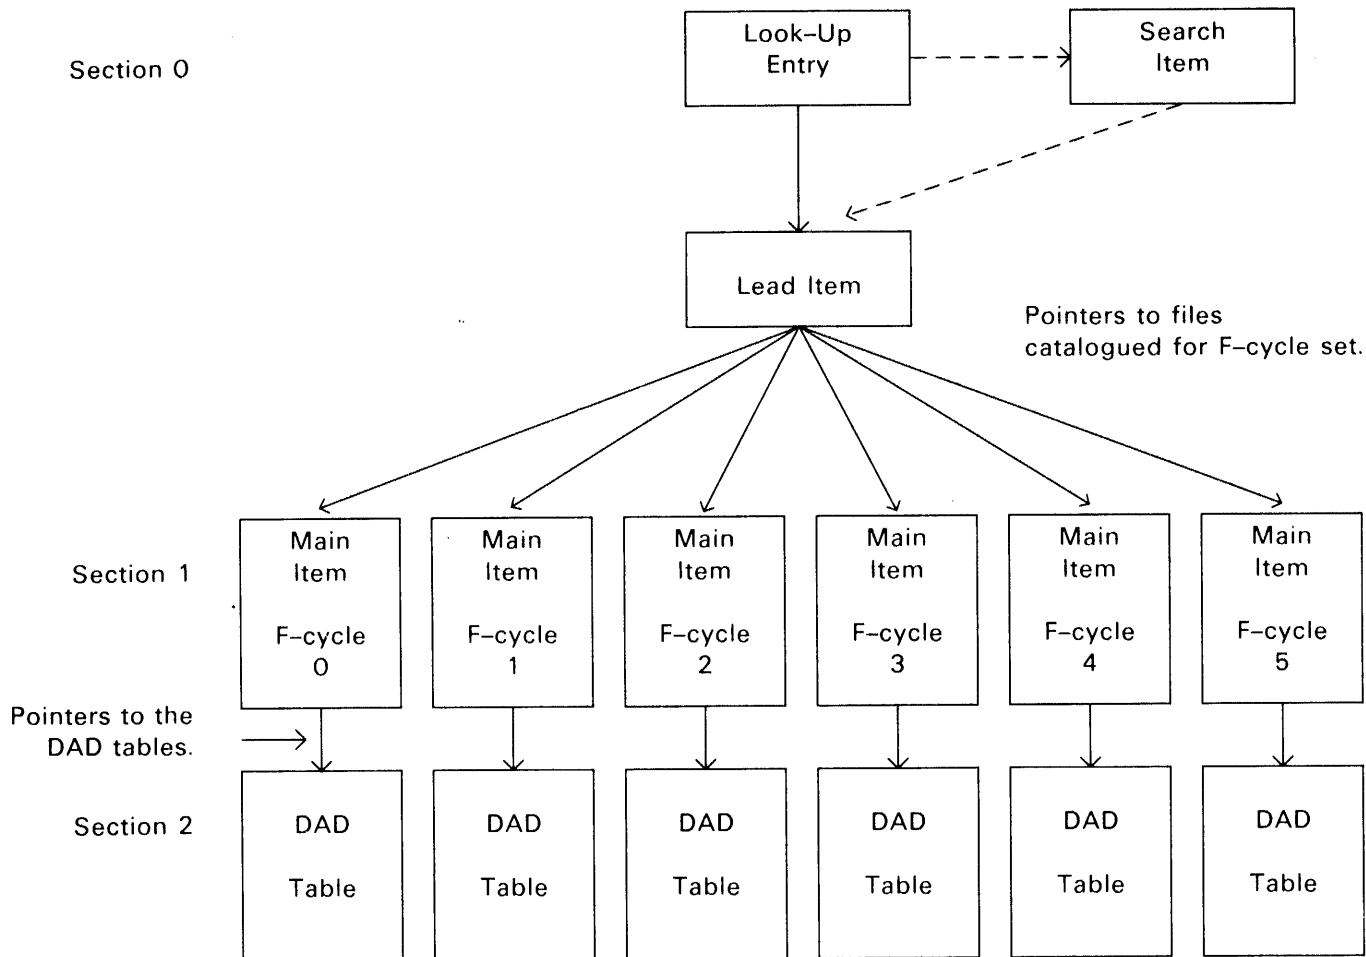 Look–Up
Entry
Search
Item
Section 0
Lead Item
Pointers to files
catalogued for F–cycle set.
Main
Item
F–cycle
0
Main
Item
F–cycle
1
Main
Item
F–cycle
2
Main
Item
F–cycle
3
Main
Item
F–cycle
4
Main
Item
F–cycle
5
Section 1
Pointers to the
DAD tables.
Section 2
DAD
Table
DAD
Table
DAD
Table
DAD
Table
DAD
Table
DAD
Table